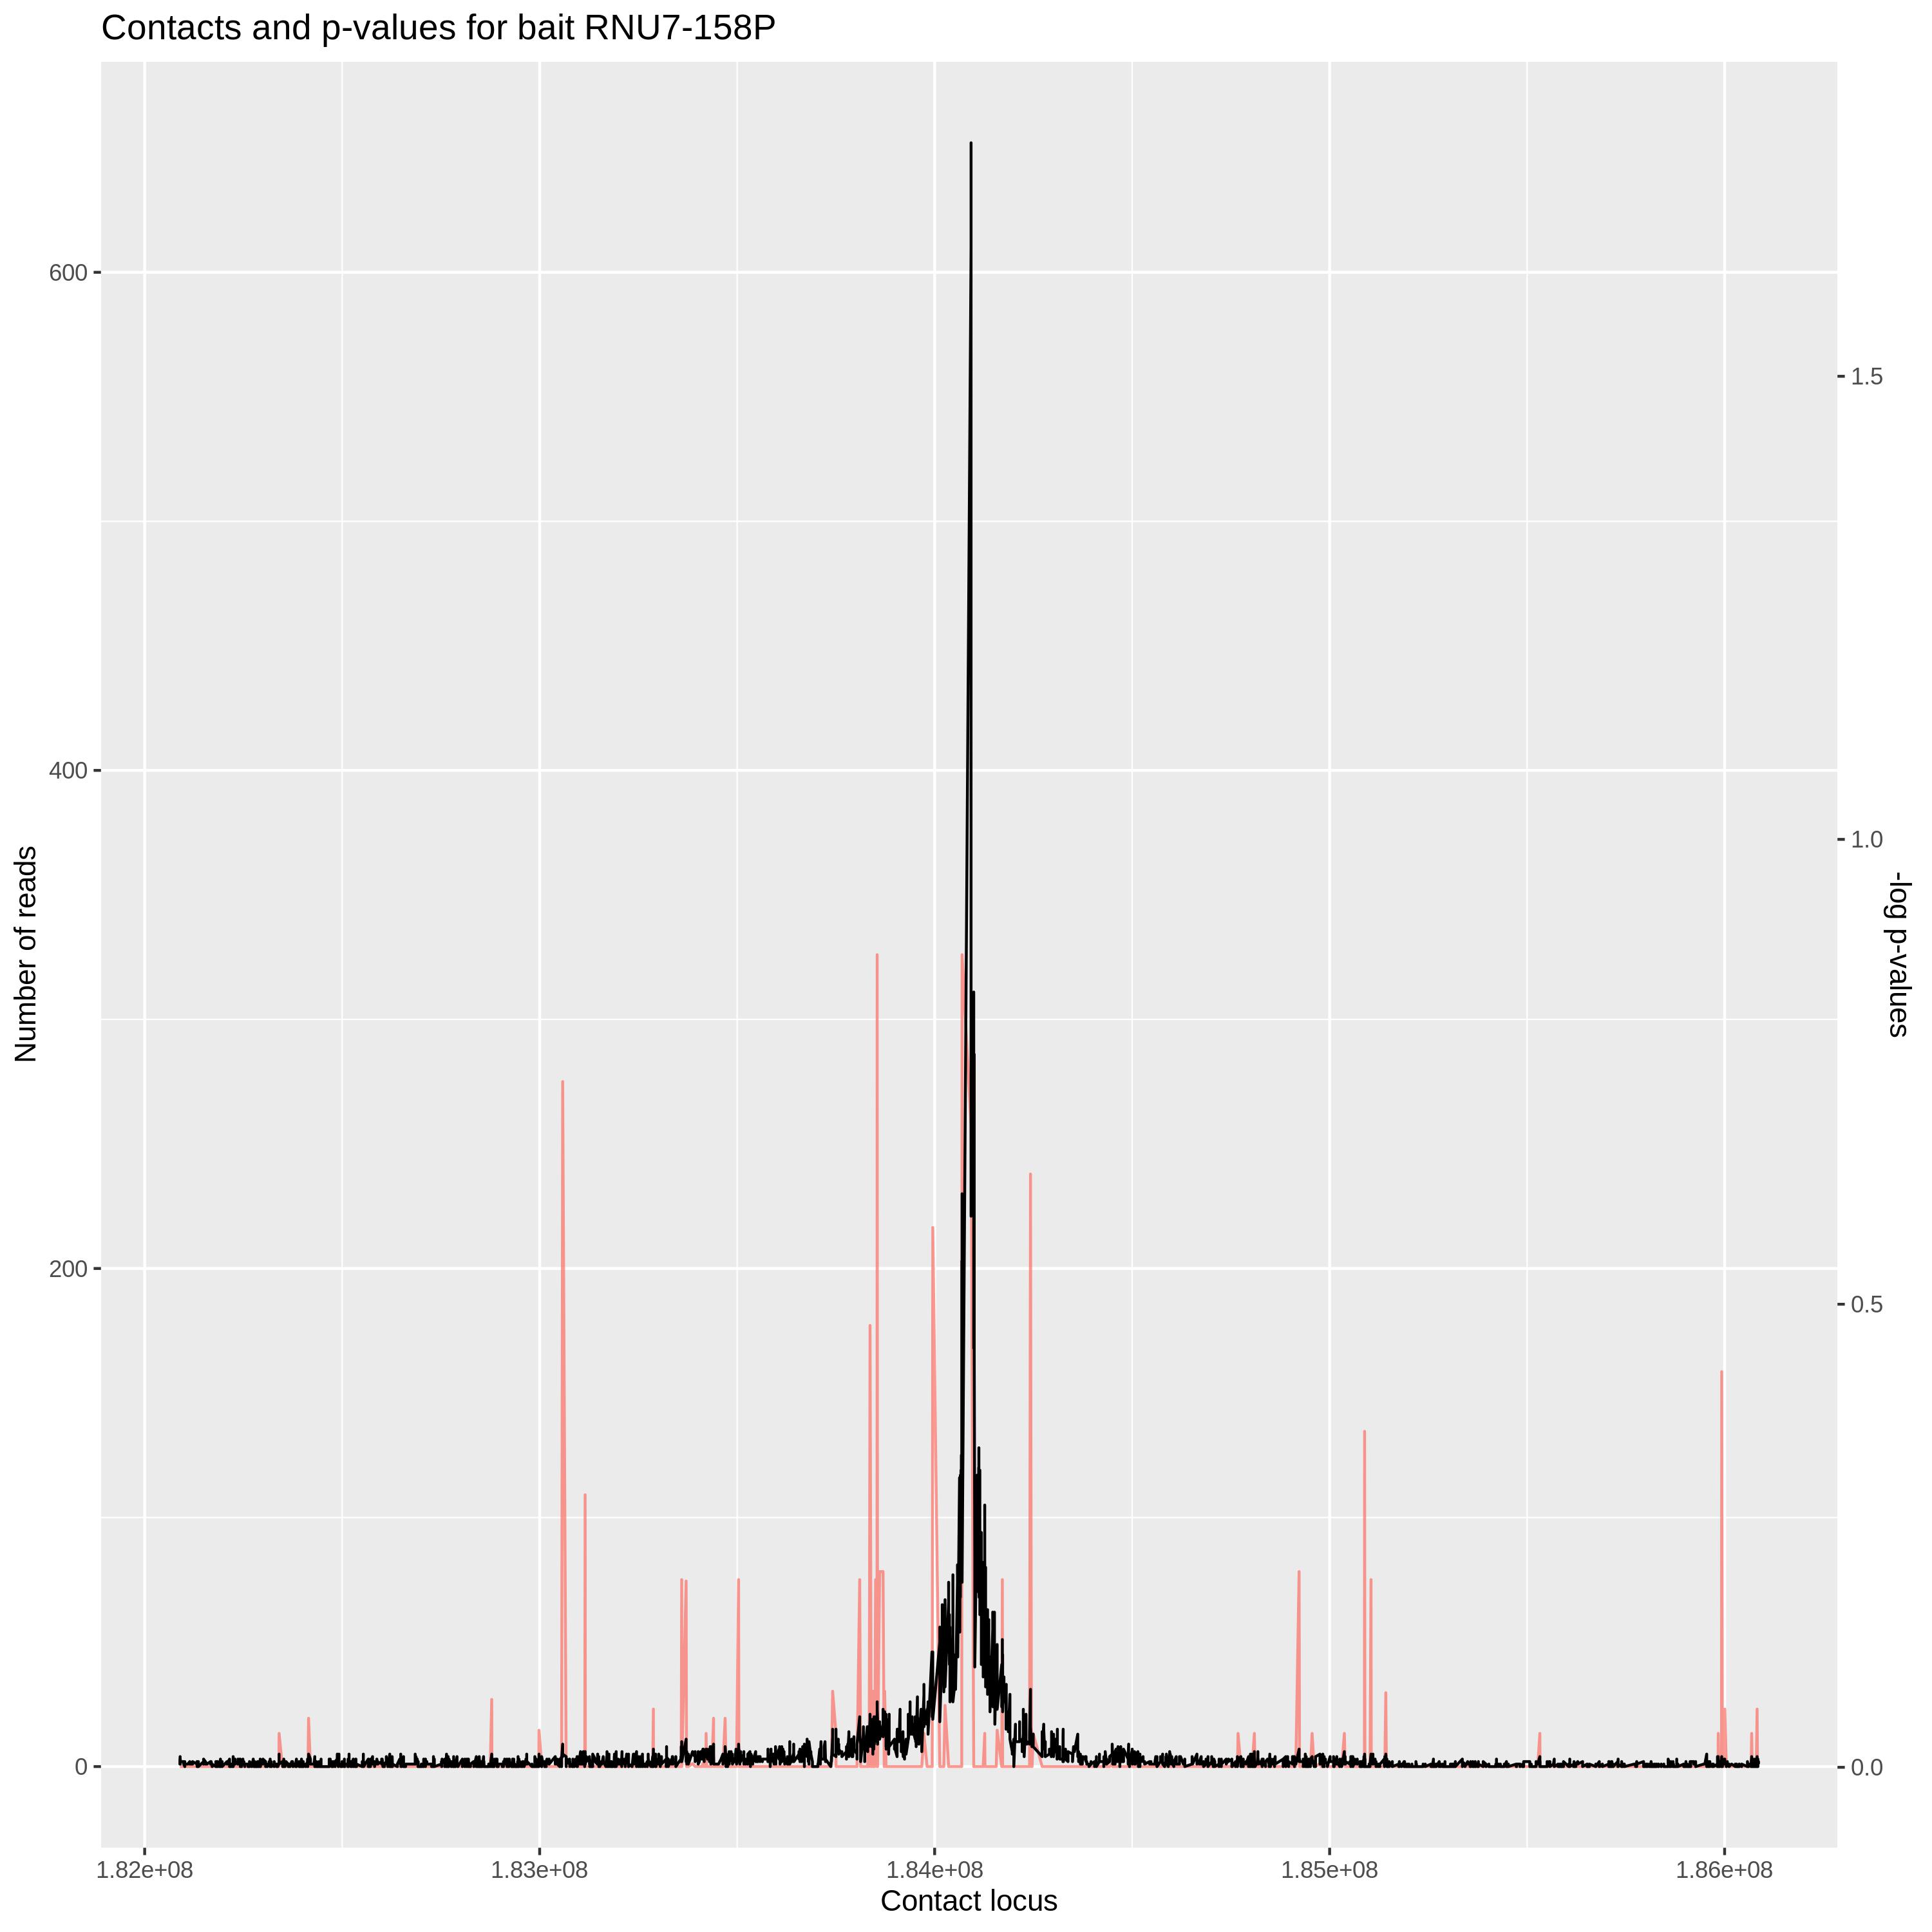 Contacts and p-values for bait RNU7-158P
600
400
200
0
1.5
1.0
0.5
0.0
Number of reads
-log p-values
1.82e+08 1.83e+08 1.84e+08 1.85e+08 1.86e+08
Contact locus